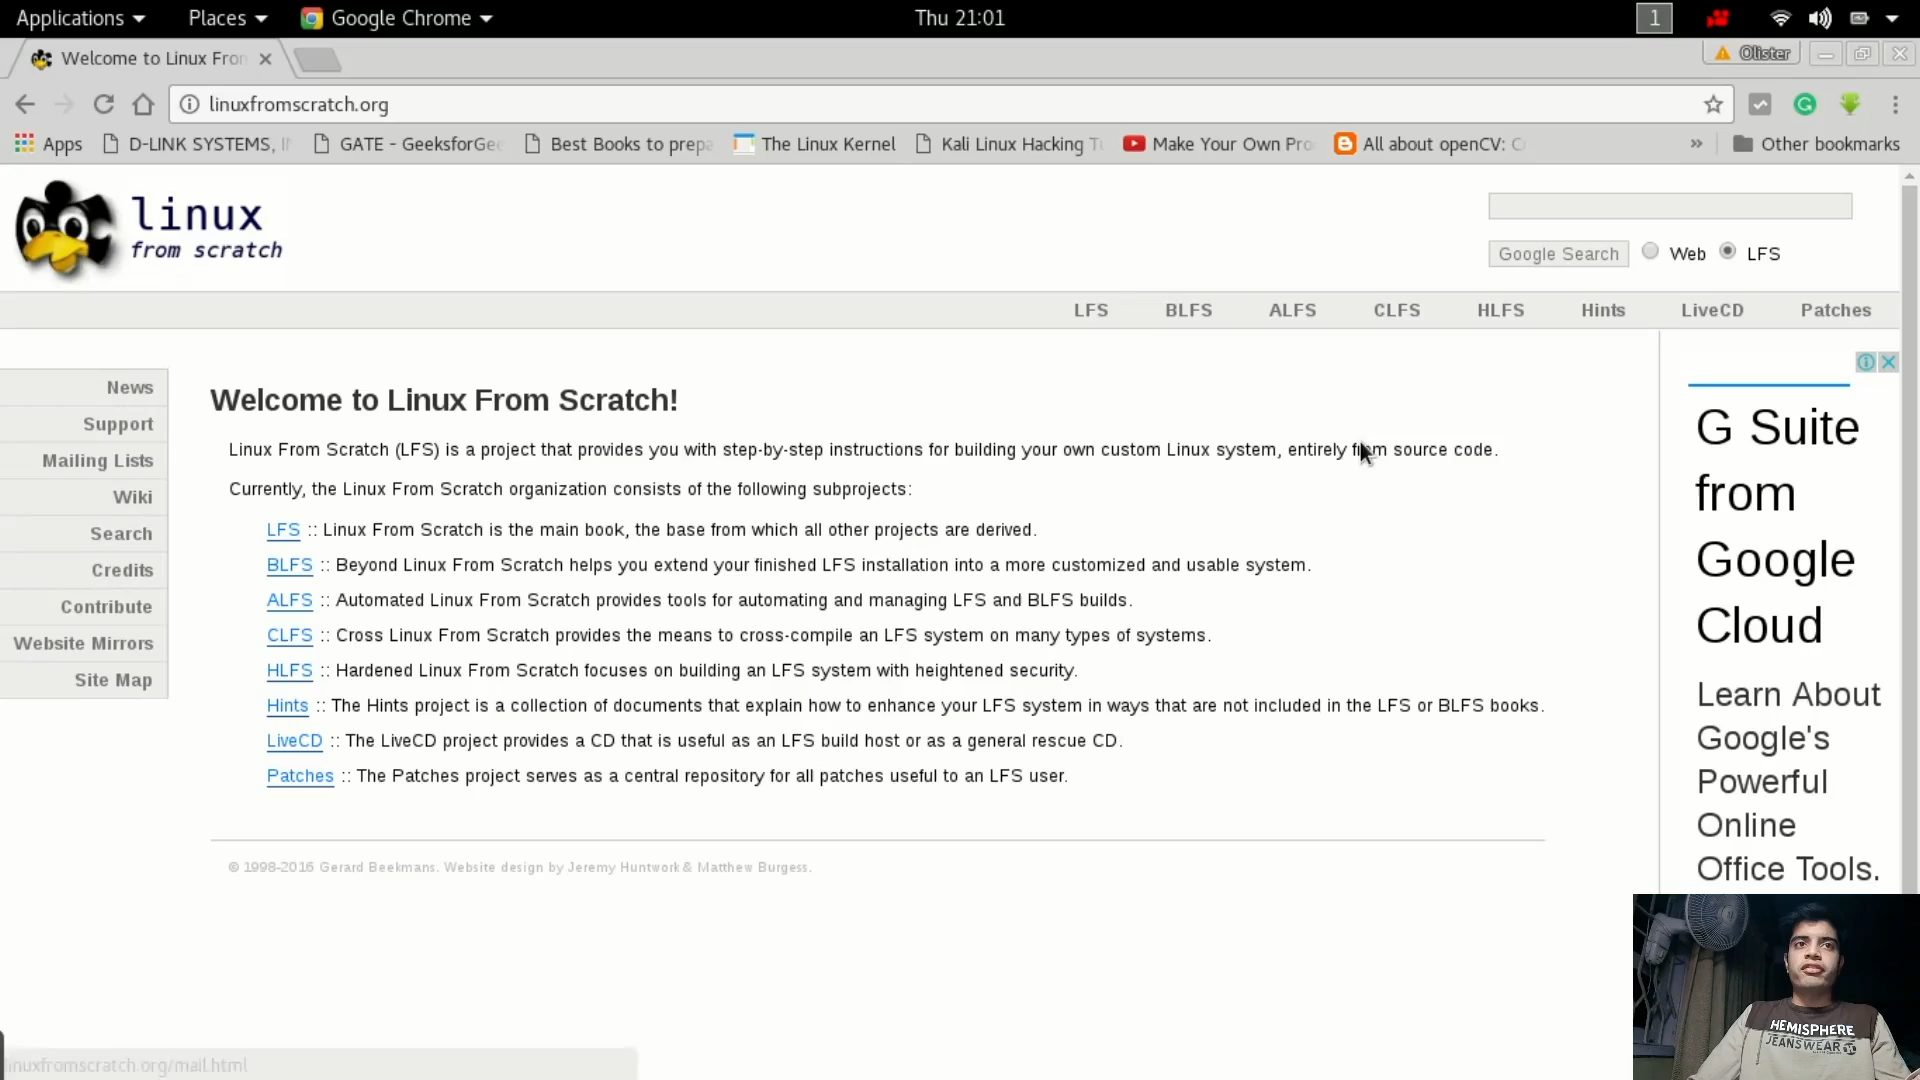 Applications Places Google Chrome Thu 21:01 1
Welcome to Linux Fron Olister
linuxfromscratch.org
Apps D-LINK SYSTEMS, I GATE - GeeksforGee Best Books to prepa The Linux Kernel Kali Linux Hacking T Make Your Own Pro All about openCV: C » Other bookmarks
linux
from scratch
Google Search Web LFS
LFS BLFS ALFS CLFS HLFS Hints LiveCD Patches
News
Support
Mailing Lists
Wiki
Search
Credits
Contribute
Website Mirrors
Site Map
Welcome to Linux From Scratch!
Linux From Scratch (LFS) is a project that provides you with step-by-step instructions for building your own custom Linux system, entirely from source code.
Currently, the Linux From Scratch organization consists of the following subprojects:
LFS :: Linux From Scratch is the main book, the base from which all other projects are derived.
BLFS :: Beyond Linux From Scratch helps you extend your finished LFS installation into a more customized and usable system.
ALFS :: Automated Linux From Scratch provides tools for automating and managing LFS and BLFS builds.
CLFS :: Cross Linux From Scratch provides the means to cross-compile an LFS system on many types of systems.
HLFS :: Hardened Linux From Scratch focuses on building an LFS system with heightened security.
Hints :: The Hints project is a collection of documents that explain how to enhance your LFS system in ways that are not included in the LFS or BLFS books.
LiveCD :: The LiveCD project provides a CD that is useful as an LFS build host or as a general rescue CD.
Patches :: The Patches project serves as a central repository for all patches useful to an LFS user.
© 1998-2016 Gerard Beekmans. Website design by Jeremy Huntwork & Matthew Burgess.
G Suite
from
Google
Cloud
Learn About
Google's
Powerful
Online
Office Tools.
HEMISPHERE
JEANSWEAR
linuxfromscratch.org/mail.html